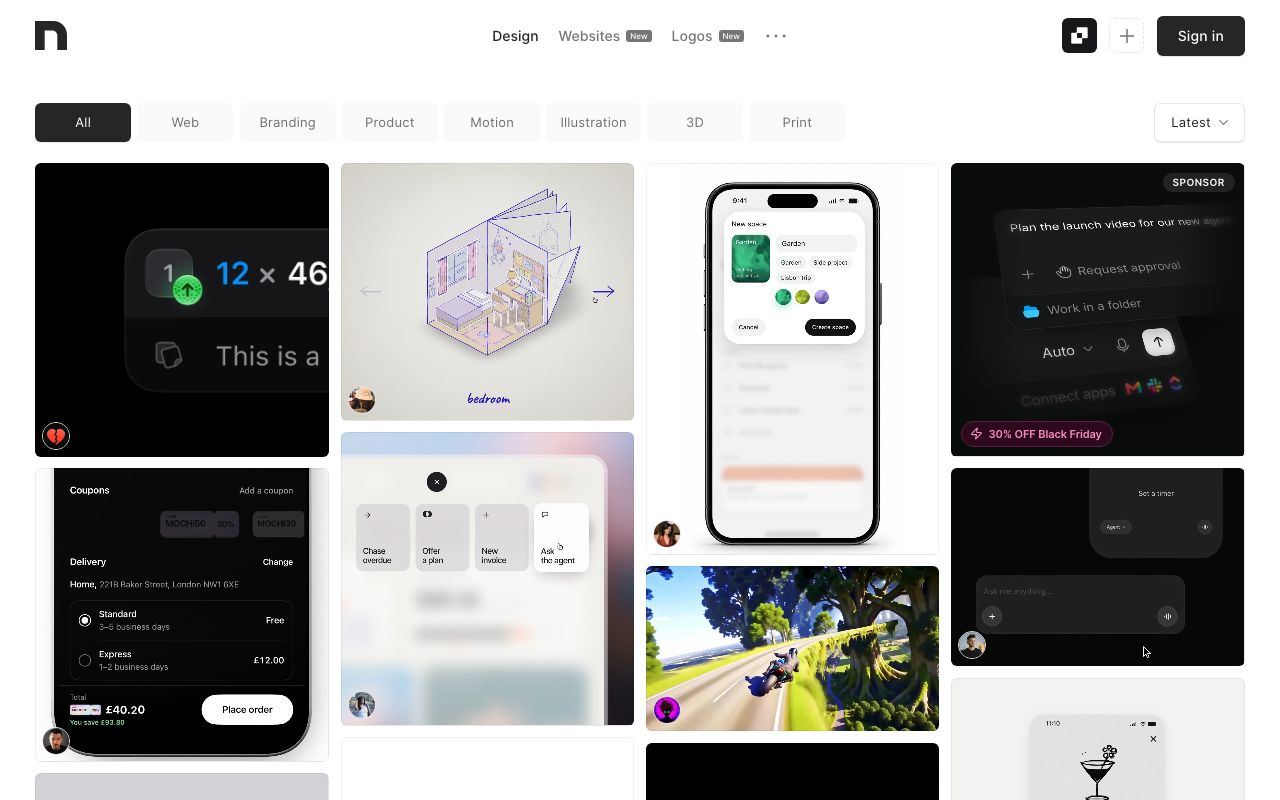 Design
Websites New
Logos New
Sign in
All
Web
Branding
Product
Motion
Illustration
3D
Print
Latest
1
12 × 46
This is a
bedroom
9:41
New space
Garden
Garden
Garden
Side project
Lisbon trip
Cancel
Create space
SPONSOR
Plan the launch video for our new agen
Request approval
Work in a folder
Auto
Connect apps
30% OFF Black Friday
Coupons
Add a coupon
MOCHI50
50%
MOCHI30
Delivery
Change
Home, 221B Baker Street, London NW1 6XE
Standard
3–5 business days
Free
Express
1–2 business days
£12.00
Total
£40.20
You save £93.80
Place order
Chase overdue
Offer a plan
New invoice
Ask the agent
Set a timer
Agent
Ask me anything...
11:10